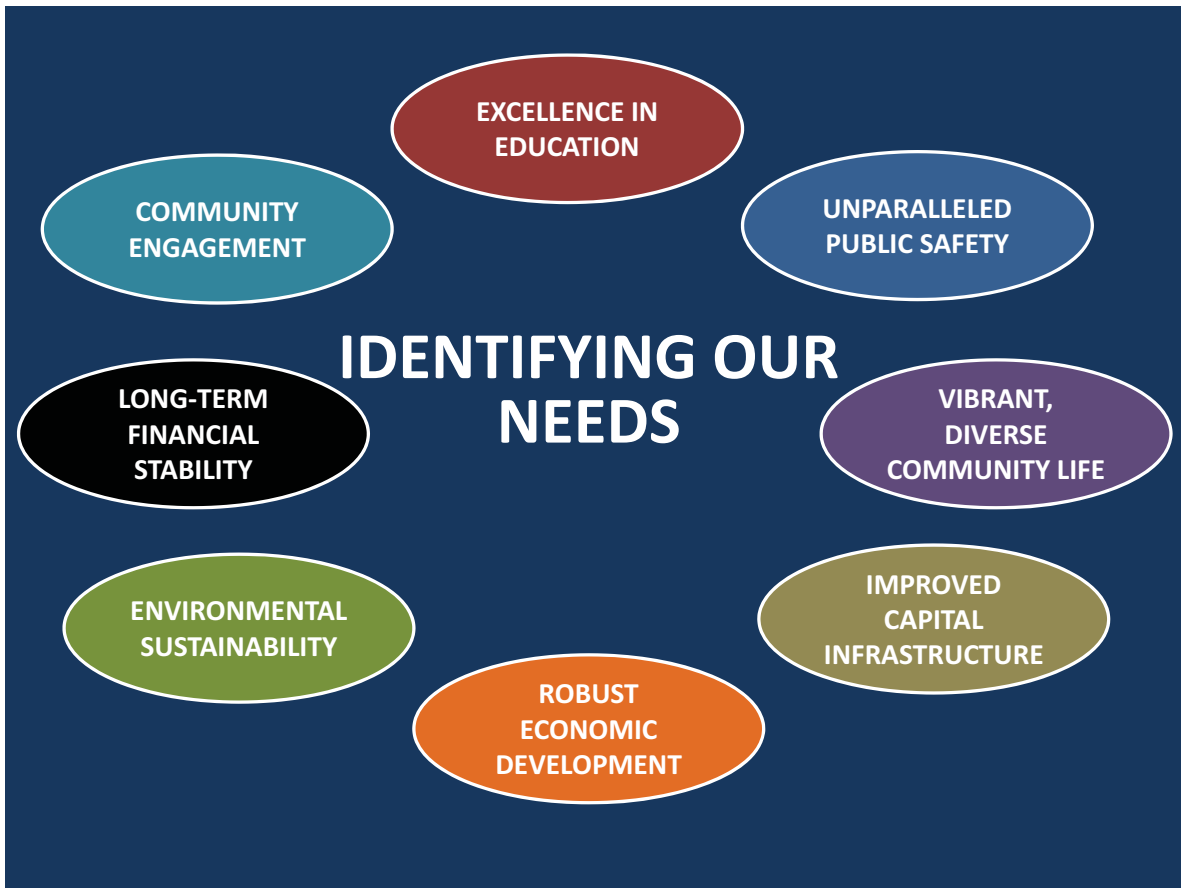 EXCELLENCE IN
EDUCATION
COMMUNITY
ENGAGEMENT
UNPARALLELED
PUBLIC SAFETY
IDENTIFYING OUR
NEEDS
LONG-TERM
FINANCIAL
STABILITY
VIBRANT,
DIVERSE
COMMUNITY LIFE
ENVIRONMENTAL
SUSTAINABILITY
IMPROVED
CAPITAL
INFRASTRUCTURE
ROBUST
ECONOMIC
DEVELOPMENT